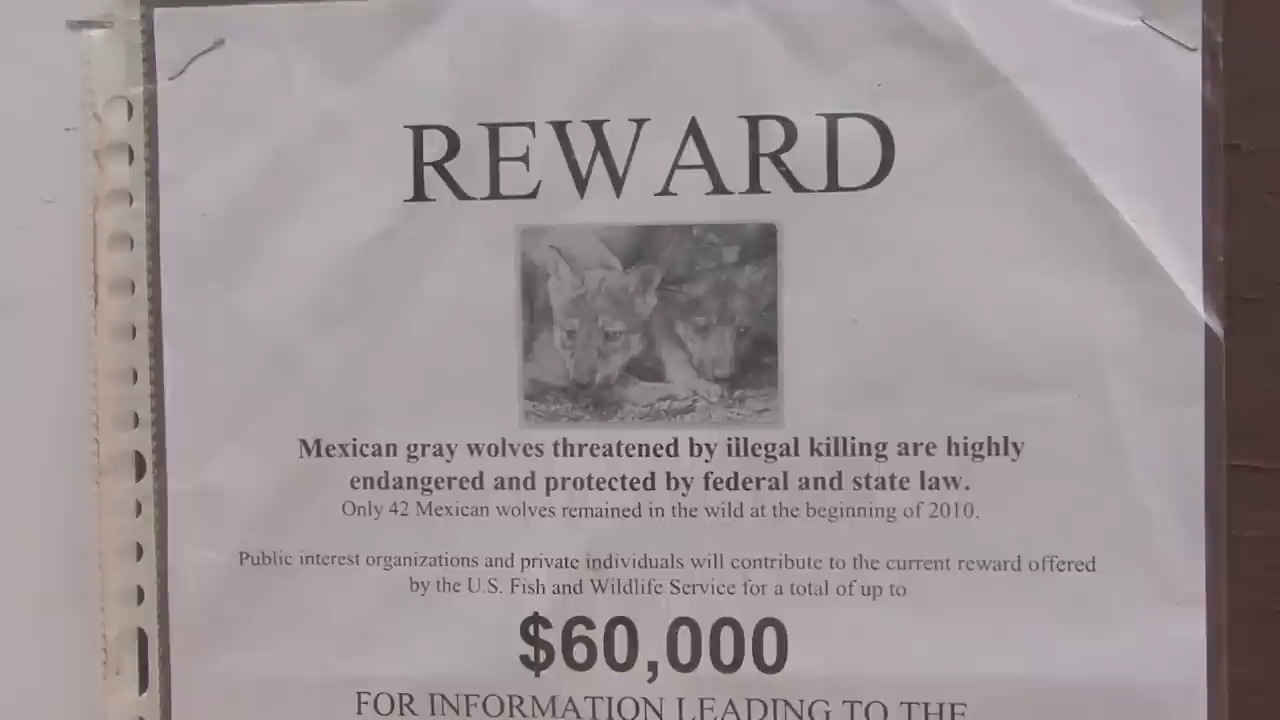 REWARD
Mexican gray wolves threatened by illegal killing are highly
endangered and protected by federal and state law.
Only 42 Mexican wolves remained in the wild at the beginning of 2010.
Public interest organizations and private individuals will contribute to the current reward offered
by the U.S. Fish and Wildlife Service for a total of up to
$60,000
FOR INFORMATION LEADING TO THE